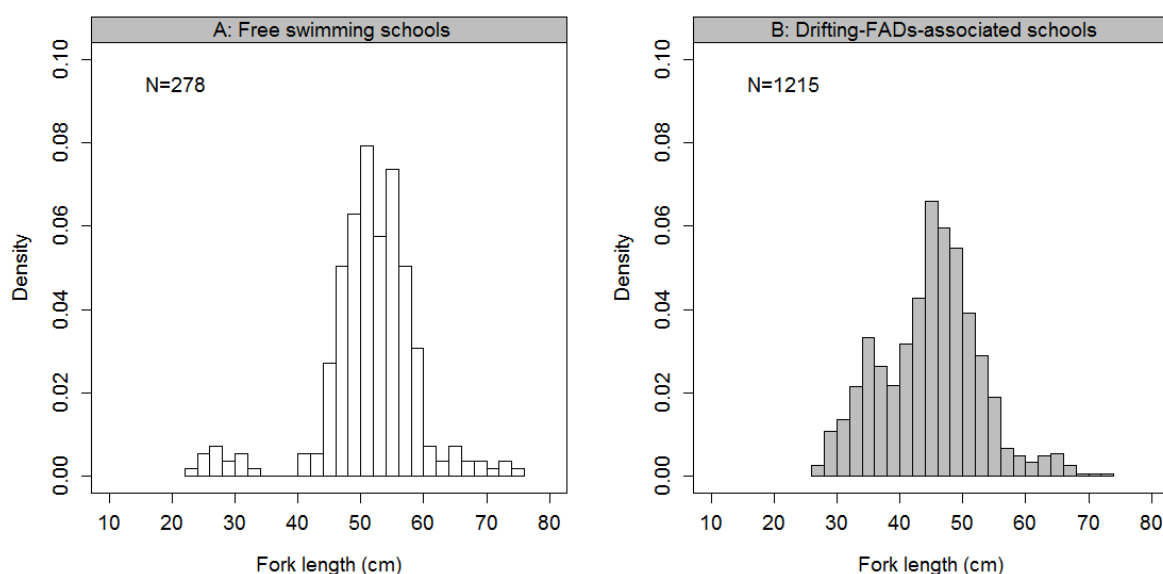 A: Free swimming schools
N=278
Density
0.00
0.02
0.04
0.06
0.08
0.10
10 20 30 40 50 60 70 80
Fork length (cm)
B: Drifting-FADs-associated schools
N=1215
Density
0.00
0.02
0.04
0.06
0.08
0.10
10 20 30 40 50 60 70 80
Fork length (cm)